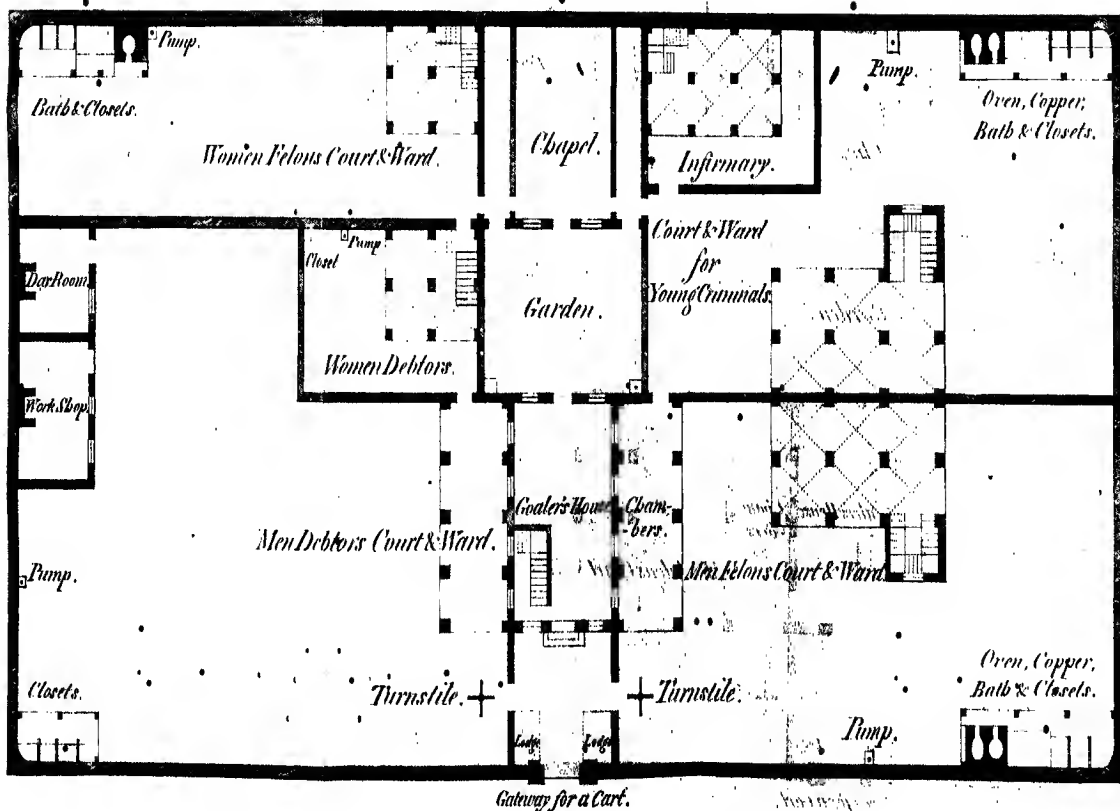 Pump.
Bath & Closets.
Women Felons Court & Ward.
Chapel.
Infirmary.
Pump.
Oven, Copper,
Bath & Closets.
Day Room.
Closet
Pump
Women Debtors.
Garden.
Court & Ward
for
Young Criminals.
Work Shop.
Men Debtors Court & Ward.
Goaler's House
Cham-
-bers.
Men Felons Court & Ward.
Pump.
Closets.
Turnstile.
Turnstile.
Oven, Copper,
Bath & Closets.
Pump.
Lodge
Lodge
Gateway for a Cart.